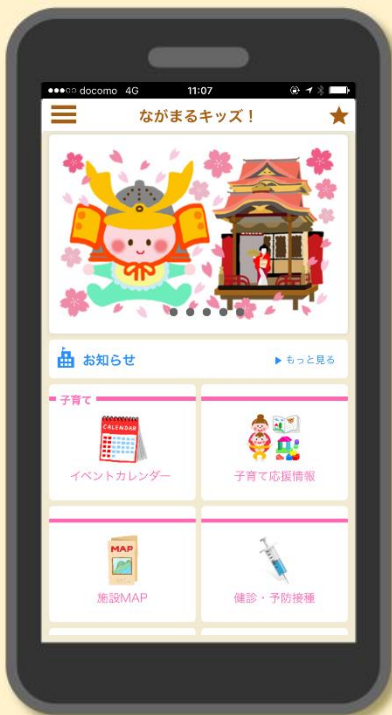 ●●●○○ docomo 4G 11:07
ながまるキッズ！
お知らせ ▶ もっと見る
子育て
CALENDAR
イベントカレンダー
子育て応援情報
MAP
施設MAP
健診・予防接種